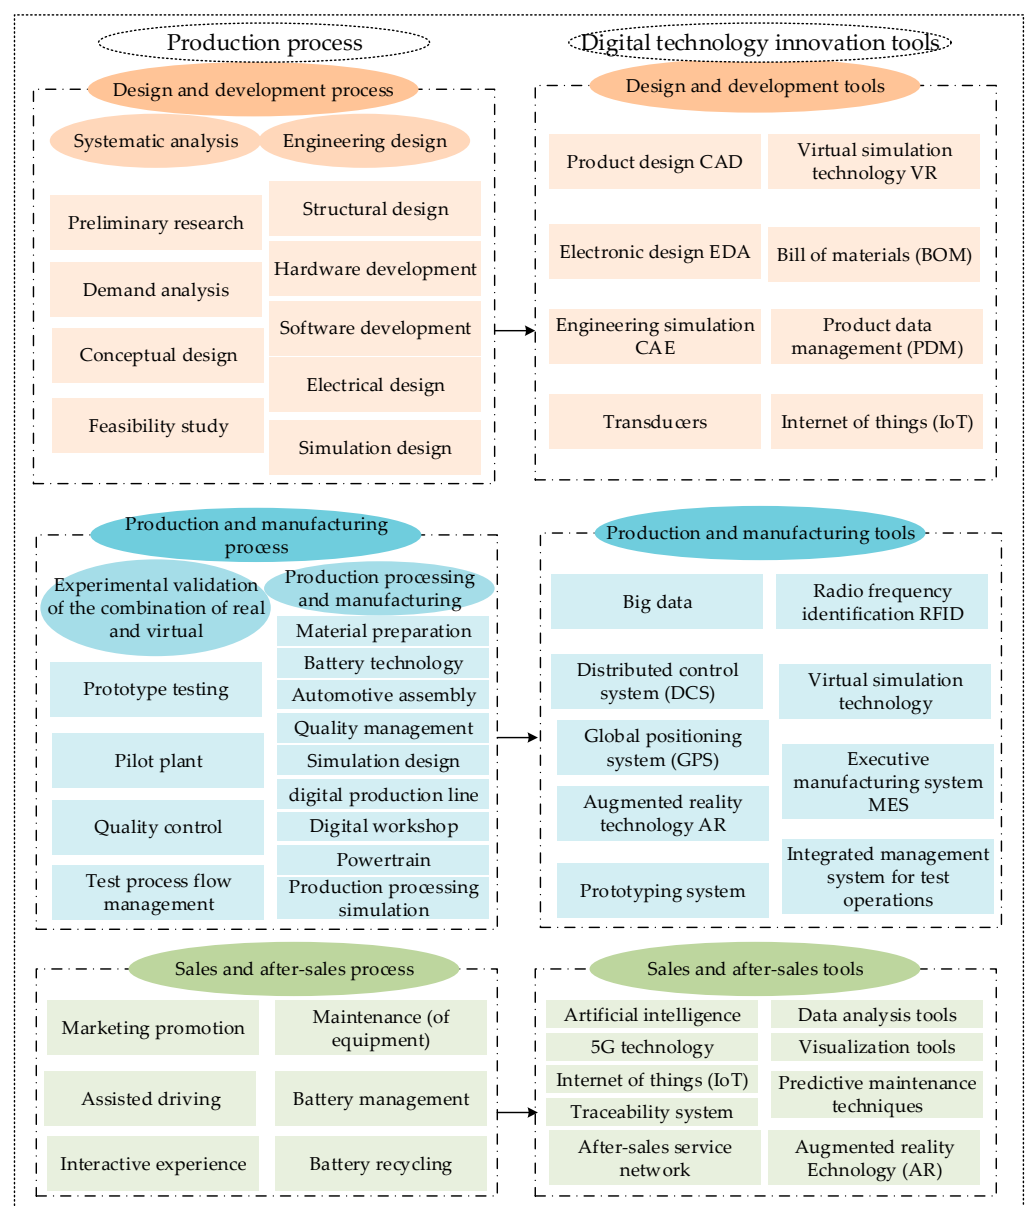 Production process
Digital technology innovation tools
Design and development process
Systematic analysis
Engineering design
Preliminary research
Demand analysis
Conceptual design
Feasibility study
Structural design
Hardware development
Software development
Electrical design
Simulation design
Design and development tools
Product design CAD
Virtual simulation
technology VR
Electronic design EDA
Bill of materials (BOM)
Engineering simulation
CAE
Product data
management (PDM)
Transducers
Internet of things (IoT)
Production and manufacturing
process
Experimental validation
of the combination of real
and virtual
Prototype testing
Pilot plant
Quality control
Test process flow
management
Production processing
and manufacturing
Material preparation
Battery technology
Automotive assembly
Quality management
Simulation design
digital production line
Digital workshop
Powertrain
Production processing
simulation
Production and manufacturing tools
Big data
Distributed control
system (DCS)
Global positioning
system (GPS)
Augmented reality
technology AR
Prototyping system
Radio frequency
identification RFID
Virtual simulation
technology
Executive
manufacturing system
MES
Integrated management
system for test
operations
Sales and after-sales process
Marketing promotion
Maintenance (of
equipment)
Assisted driving
Battery management
Interactive experience
Battery recycling
Sales and after-sales tools
Artificial intelligence
5G technology
Internet of things (IoT)
Traceability system
After-sales service
network
Data analysis tools
Visualization tools
Predictive maintenance
techniques
Augmented reality
Echnology (AR)